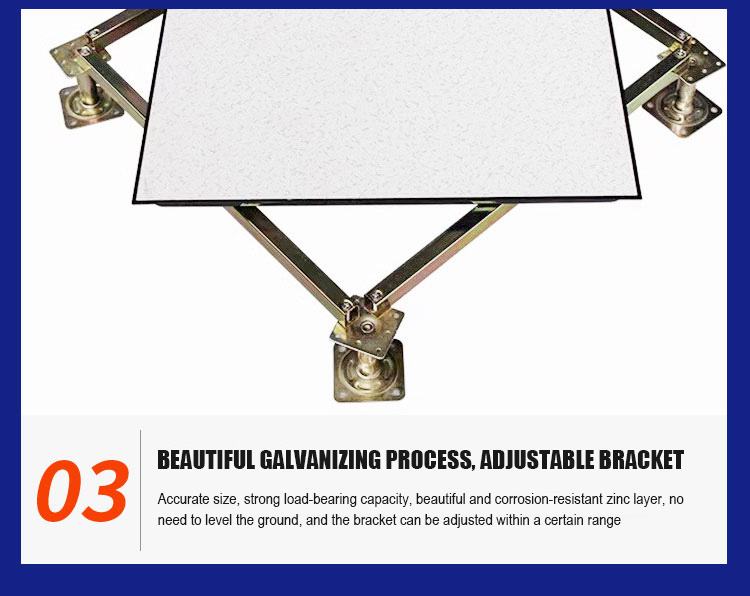 03
BEAUTIFUL GALVANIZING PROCESS, ADJUSTABLE BRACKET
Accurate size, strong load-bearing capacity, beautiful and corrosion-resistant zinc layer, no
need to level the ground, and the bracket can be adjusted within a certain range